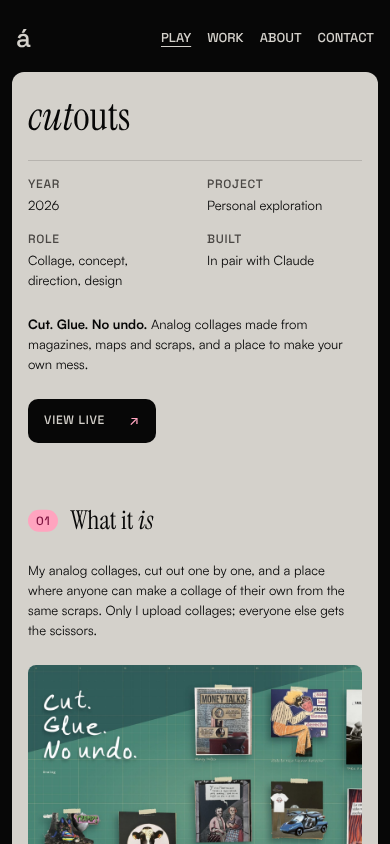 á
PLAY WORK ABOUT CONTACT
cutouts
YEAR
2026
PROJECT
Personal exploration
ROLE
Collage, concept,
direction, design
BUILT
In pair with Claude
Cut. Glue. No undo. Analog collages made from
magazines, maps and scraps, and a place to make your
own mess.
VIEW LIVE
01 What it is
My analog collages, cut out one by one, and a place
where anyone can make a collage of their own from the
same scraps. Only I upload collages; everyone else gets
the scissors.
Cut.
Glue.
No undo.
MONEY TALKS